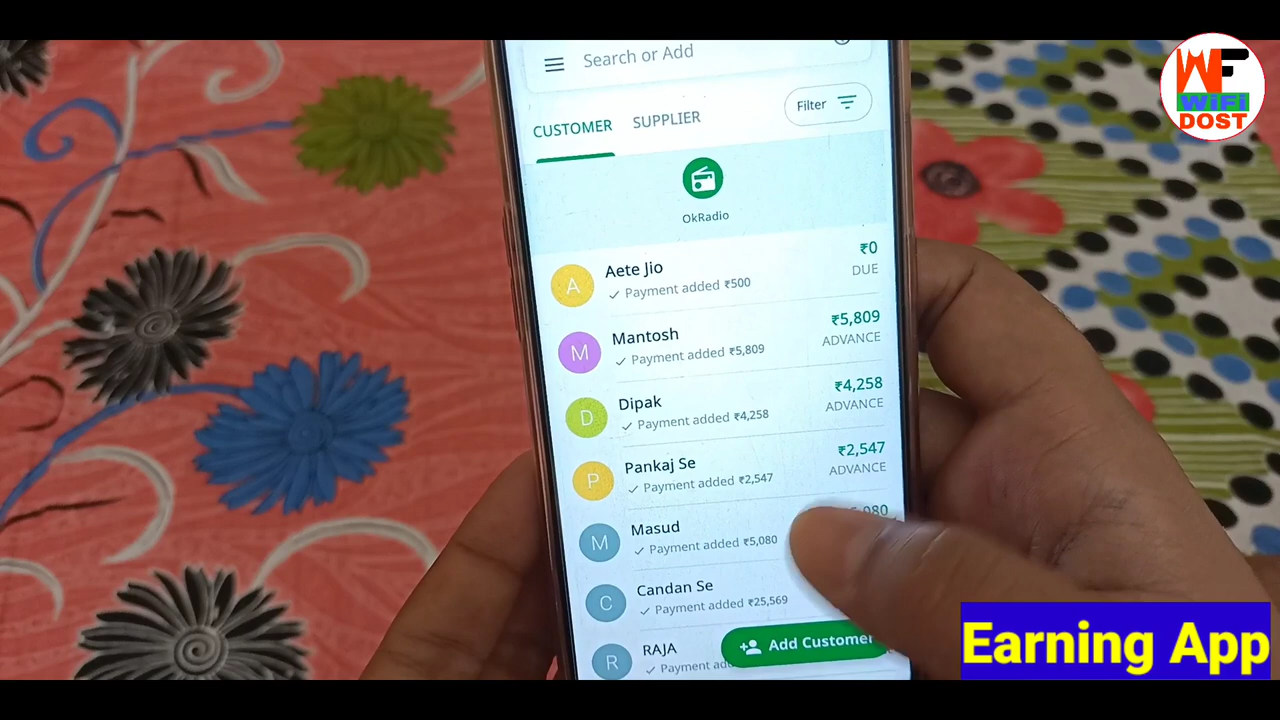 Search or Add
CUSTOMER SUPPLIER Filter
OkRadio
Aete Jio ₹0
Payment added ₹500 DUE
Mantosh ₹5,809
Payment added ₹5,809 ADVANCE
Dipak ₹4,258
Payment added ₹4,258 ADVANCE
Pankaj Se ₹2,547
Payment added ₹2,547 ADVANCE
Masud
Payment added ₹5,080
Candan Se
Payment added ₹25,569
RAJA
Payment
Add Customer
A
M
D
P
M
C
R
WF
WiFi
DOST
Earning App